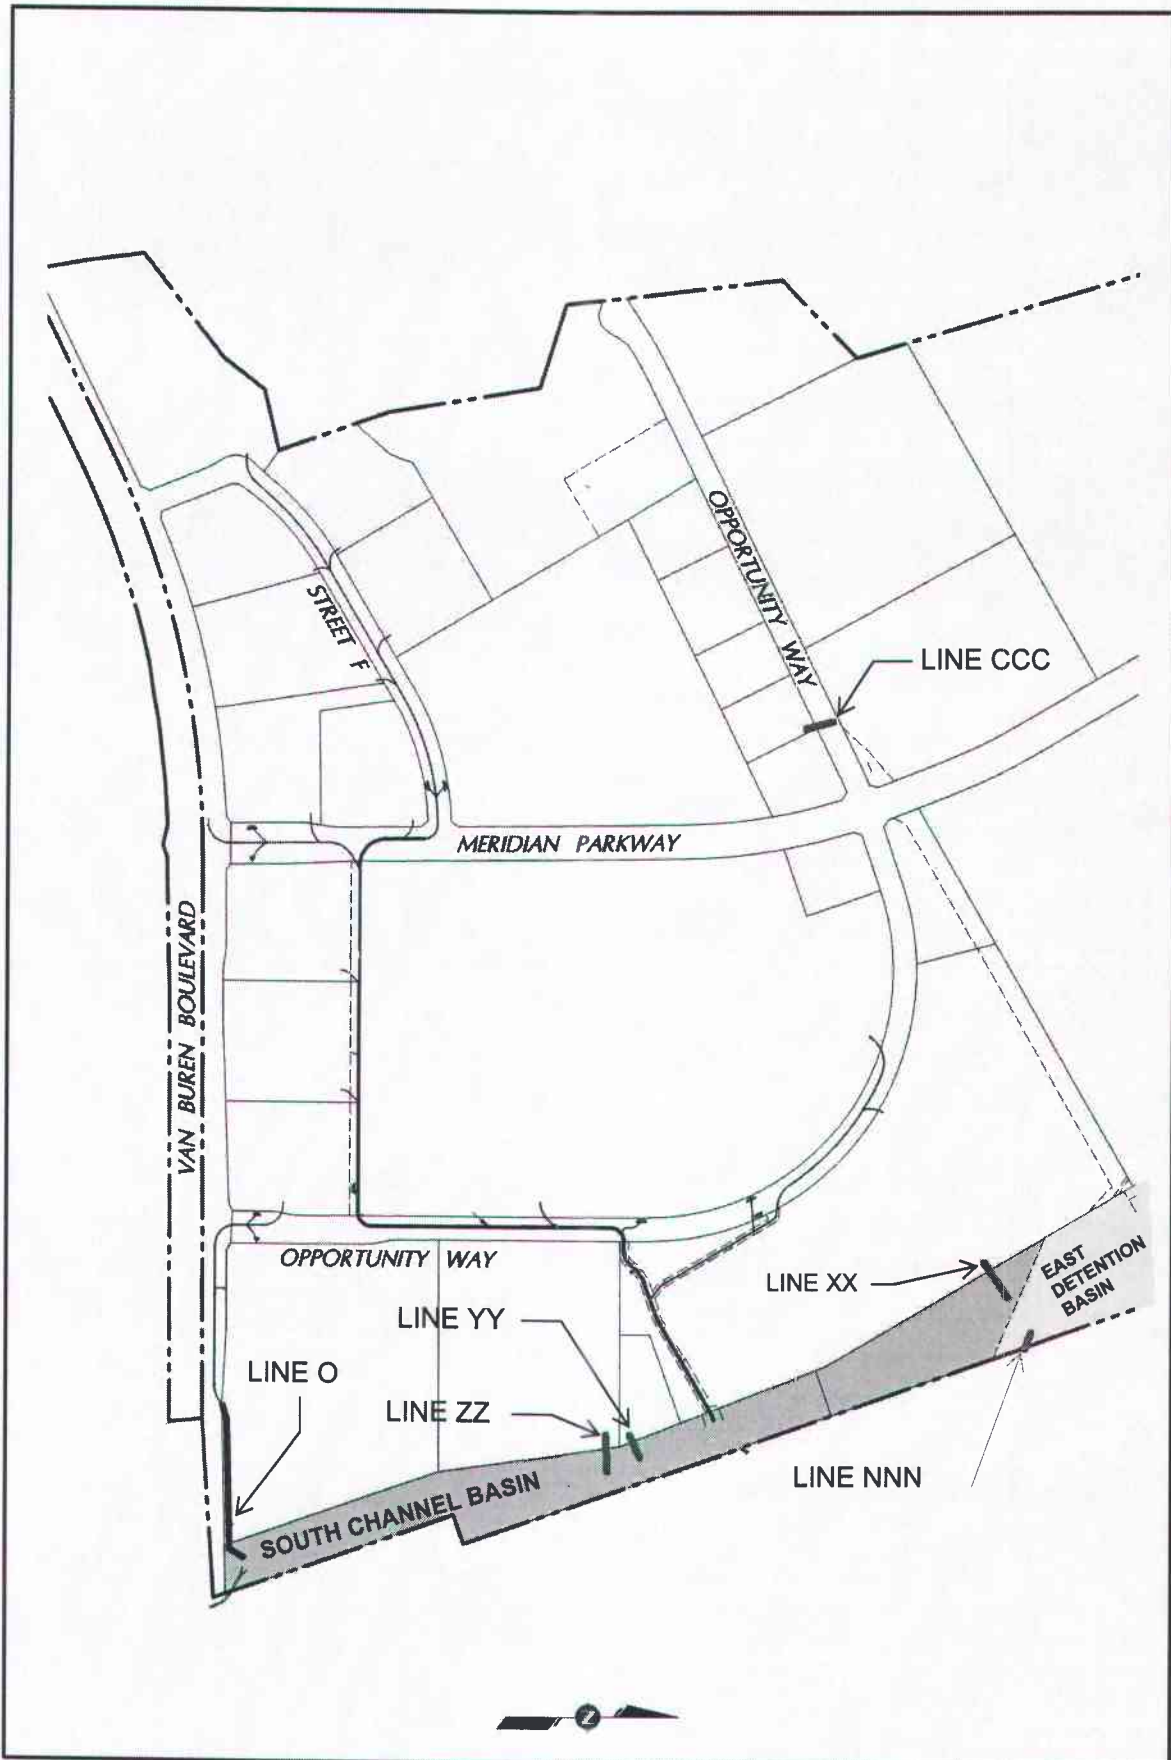 OPPORTUNITY WAY
STREET F
LINE CCC
MERIDIAN PARKWAY
VAN BUREN BOULEVARD
OPPORTUNITY WAY
LINE XX
EAST
DETENTION
BASIN
LINE YY
LINE O
LINE ZZ
LINE NNN
SOUTH CHANNEL BASIN
Z